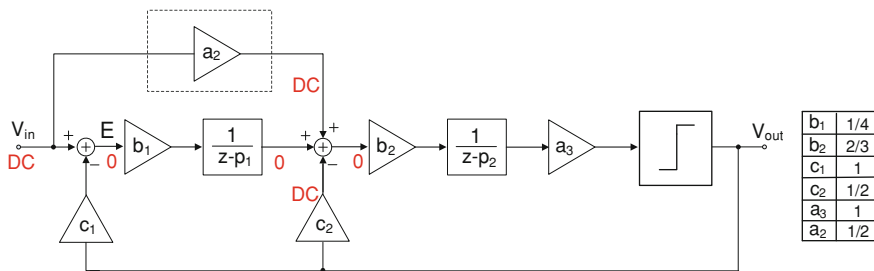 a2
DC
Vin
DC
+
+
E
0
−
b1
1
z-p1
0
+
+
+
−
0
DC
b2
1
z-p2
a3
Vout
c1
c2
b1 1/4
b2 2/3
c1 1
c2 1/2
a3 1
a2 1/2